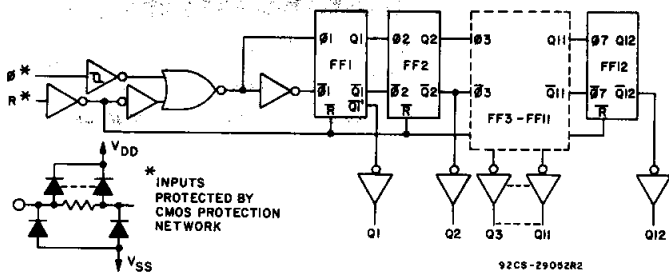 Ø1 Q1 Ø2 Q2 Ø3 Q11 Ø7 Q12
FF1 FF2 FF12
Ø̅1 Q̅1 Ø̅2 Q̅2 Ø̅3 Q̅11 Ø̅7 Q̅12
Q̅1'
R̅ R̅ R̅
FF3-FF11
Ø*
R*
VDD
*
INPUTS
PROTECTED BY
CMOS PROTECTION
NETWORK
VSS
Q1 Q2 Q3 Q11 Q12
92CS-29052R2